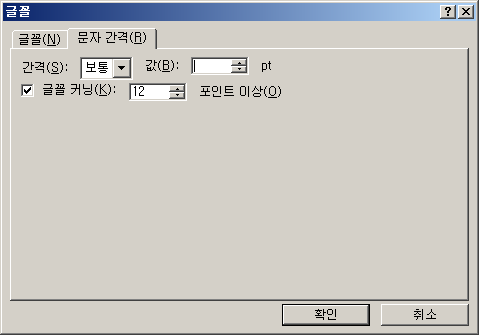 글꼴
글꼴(N) 문자 간격(R)
간격(S): 보통 값(B): pt
글꼴 커닝(K): 12 포인트 이상(O)
확인 취소